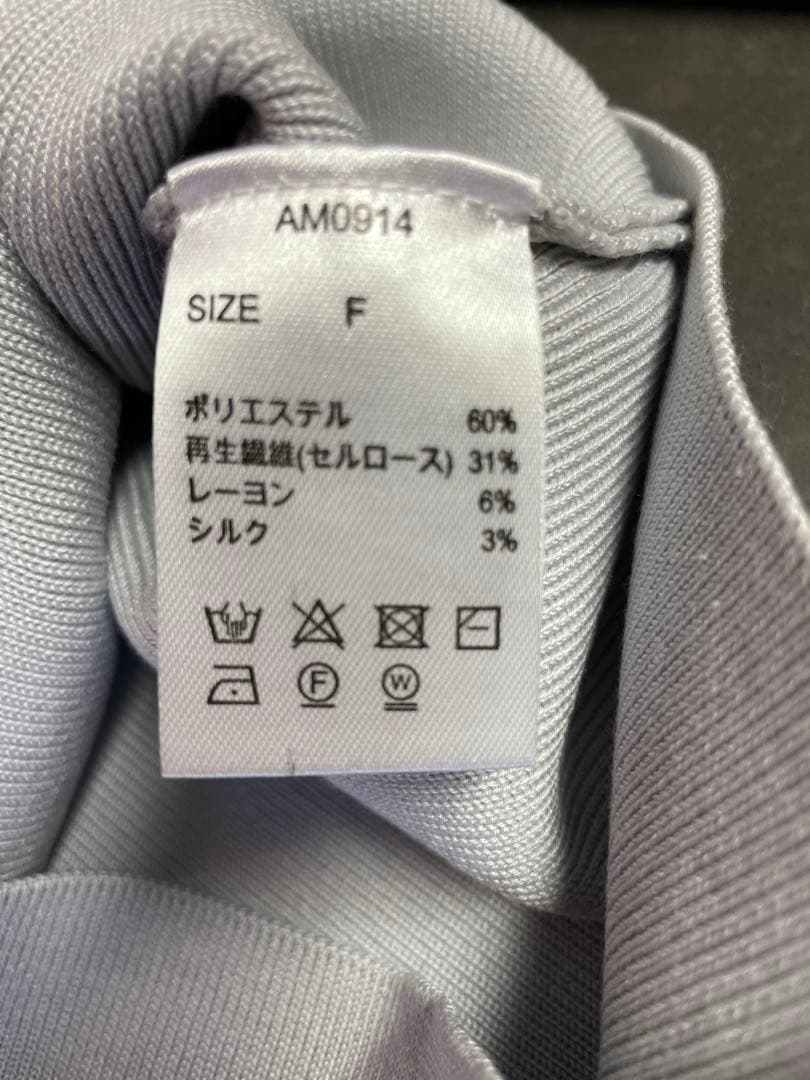 AM0914
SIZE F
ポリエステル 60%
再生繊維(セルロース) 31%
レーヨン 6%
シルク 3%
F W